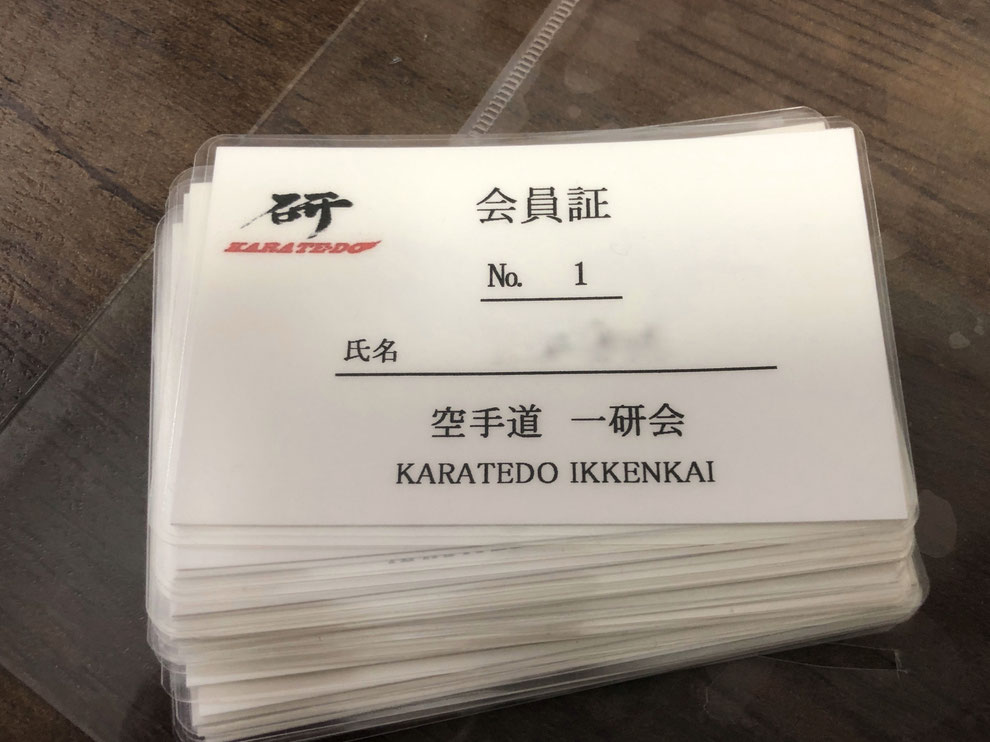 研
KARATE-DO
会員証
No. 1
氏名
空手道 一研会
KARATEDO IKKENKAI